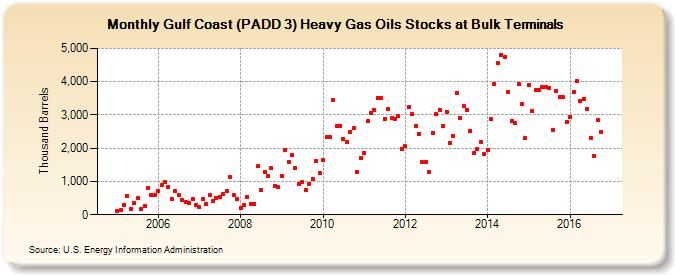 Monthly Gulf Coast (PADD 3) Heavy Gas Oils Stocks at Bulk Terminals
Thousand Barrels
5,000
4,000
3,000
2,000
1,000
0
2006 2008 2010 2012 2014 2016
Source: U.S. Energy Information Administration